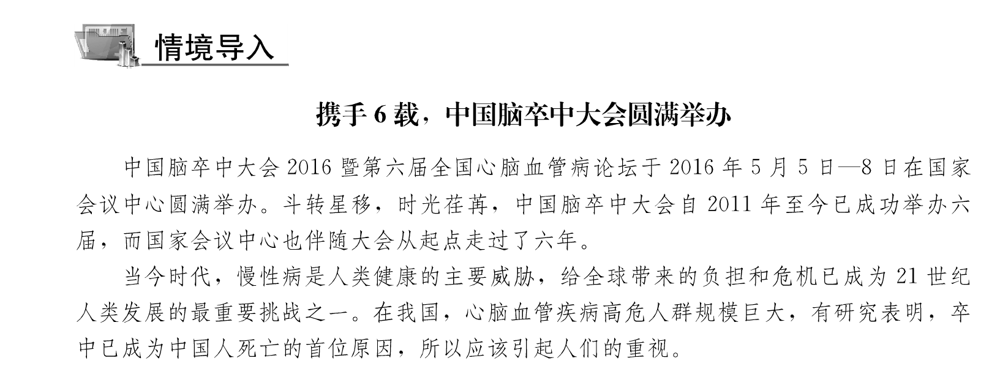 情境导入
携手 6 载，中国脑卒中大会圆满举办
中国脑卒中大会 2016 暨第六届全国心脑血管病论坛于 2016 年 5 月 5 日—8 日在国家
会议中心圆满举办。斗转星移，时光荏苒，中国脑卒中大会自 2011 年至今已成功举办六
届，而国家会议中心也伴随大会从起点走过了六年。
当今时代，慢性病是人类健康的主要威胁，给全球带来的负担和危机已成为 21 世纪
人类发展的最重要挑战之一。在我国，心脑血管疾病高危人群规模巨大，有研究表明，卒
中已成为中国人死亡的首位原因，所以应该引起人们的重视。